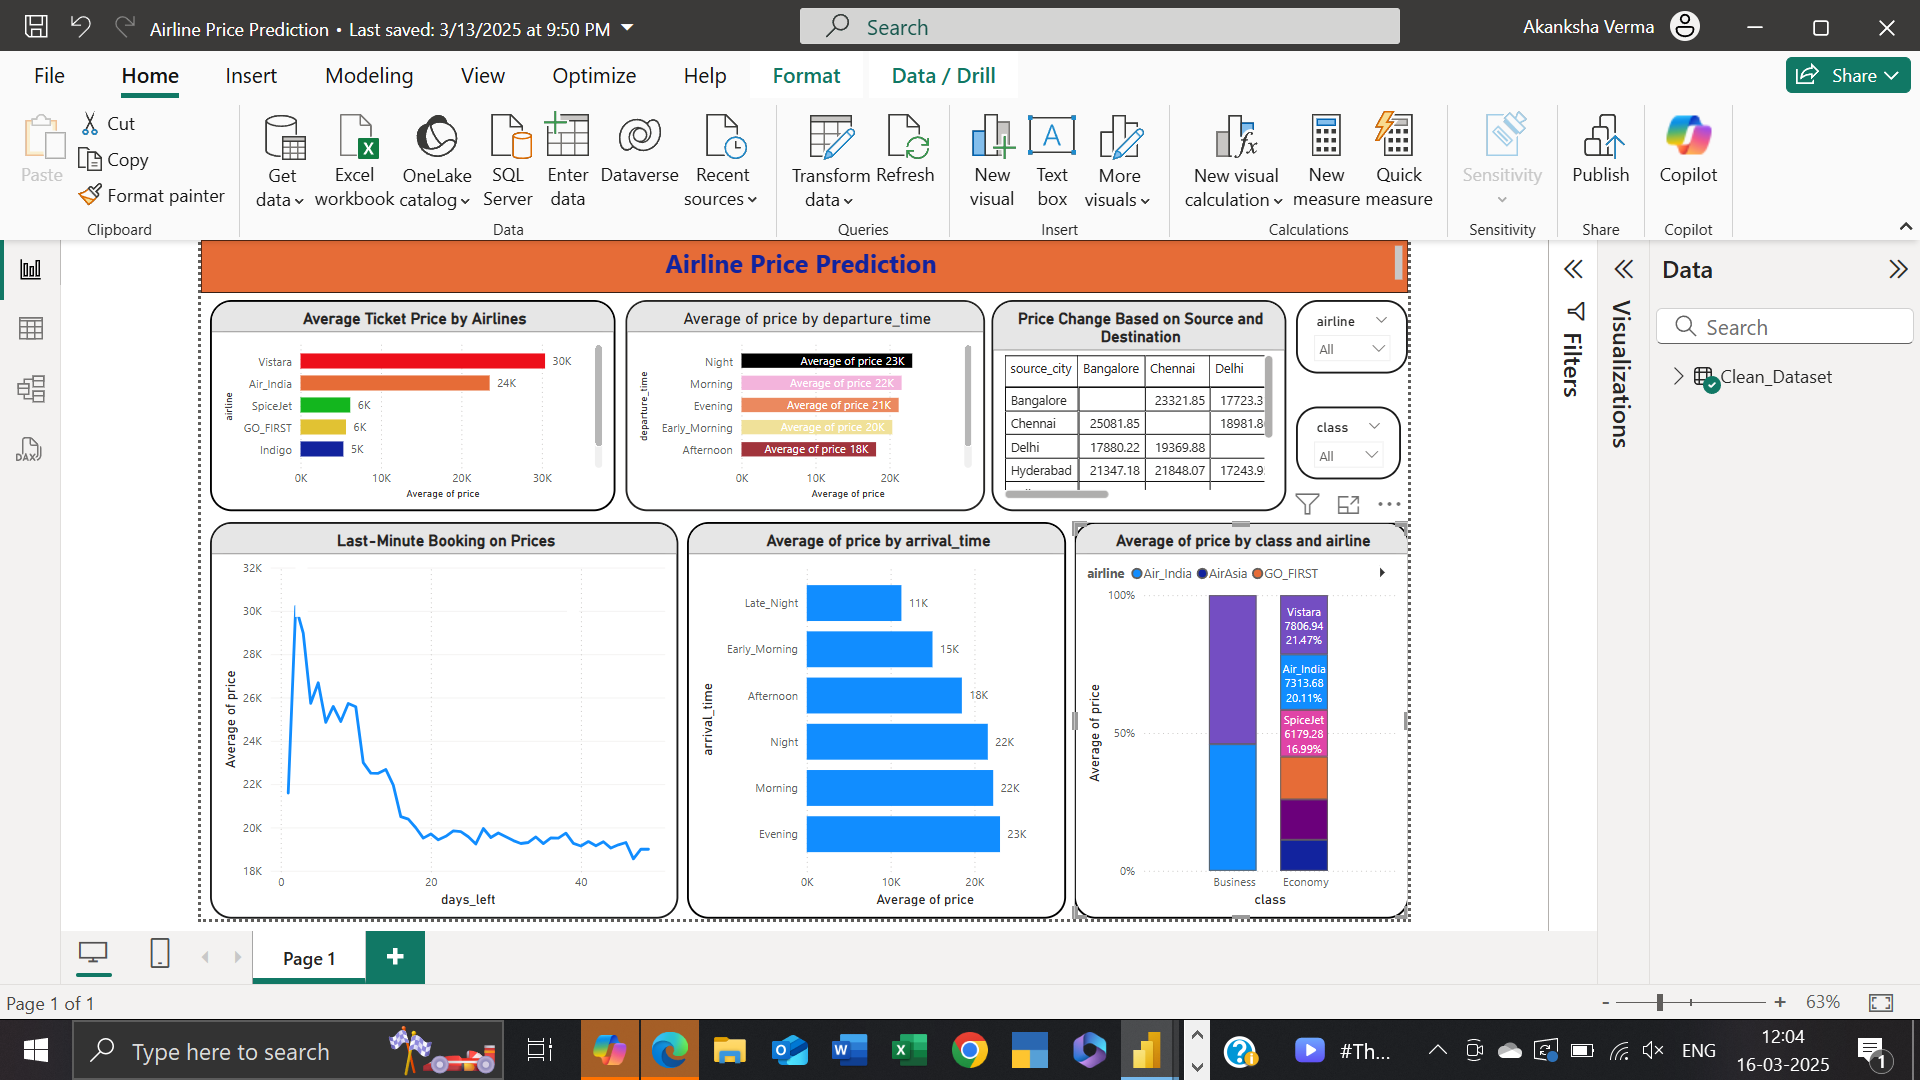 Airline Price Prediction • Last saved: 3/13/2025 at 9:50 PM
Search
Akanksha Verma
File
Home
Insert
Modeling
View
Optimize
Help
Format
Data / Drill
Share
Paste
Cut
Copy
Format painter
Clipboard
Get data
Excel workbook
OneLake catalog
SQL Server
Enter data
Dataverse
Recent sources
Data
Transform data
Refresh
Queries
New visual
Text box
More visuals
Insert
New visual calculation
New measure
Quick measure
Calculations
Sensitivity
Sensitivity
Publish
Share
Copilot
Copilot
Airline Price Prediction
Average Ticket Price by Airlines
airline
Vistara 30K
Air_India 24K
SpiceJet 6K
GO_FIRST 6K
Indigo 5K
0K 10K 20K 30K
Average of price
Average of price by departure_time
departure_time
Night Average of price 23K
Morning Average of price 22K
Evening Average of price 21K
Early_Morning Average of price 20K
Afternoon Average of price 18K
0K 10K 20K
Average of price
Price Change Based on Source and
Destination
source_city Bangalore Chennai Delhi
Bangalore 23321.85 17723.3
Chennai 25081.85 18981.8
Delhi 17880.22 19369.88
Hyderabad 21347.18 21848.07 17243.9
airline
All
class
All
Last-Minute Booking on Prices
Average of price
32K
30K
28K
26K
24K
22K
20K
18K
0 20 40
days_left
Average of price by arrival_time
arrival_time
Late_Night 11K
Early_Morning 15K
Afternoon 18K
Night 22K
Morning 22K
Evening 23K
0K 10K 20K
Average of price
Average of price by class and airline
airline Air_India AirAsia GO_FIRST
Average of price
100%
50%
0%
Vistara
7806.94
21.47%
Air_India
7313.68
20.11%
SpiceJet
6179.28
16.99%
Business Economy
class
Filters
Visualizations
Data
Search
Clean_Dataset
DAX
Page 1
Page 1 of 1
- + 63%
Type here to search
#Th...
ENG
12:04
16-03-2025
1